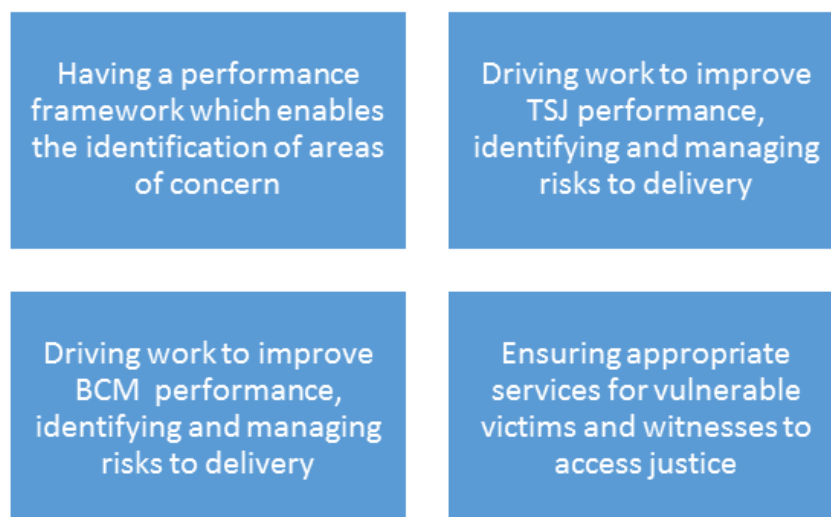 Having a performance
framework which enables
the identification of areas
of concern
Driving work to improve
TSJ performance,
identifying and managing
risks to delivery
Driving work to improve
BCM performance,
identifying and managing
risks to delivery
Ensuring appropriate
services for vulnerable
victims and witnesses to
access justice